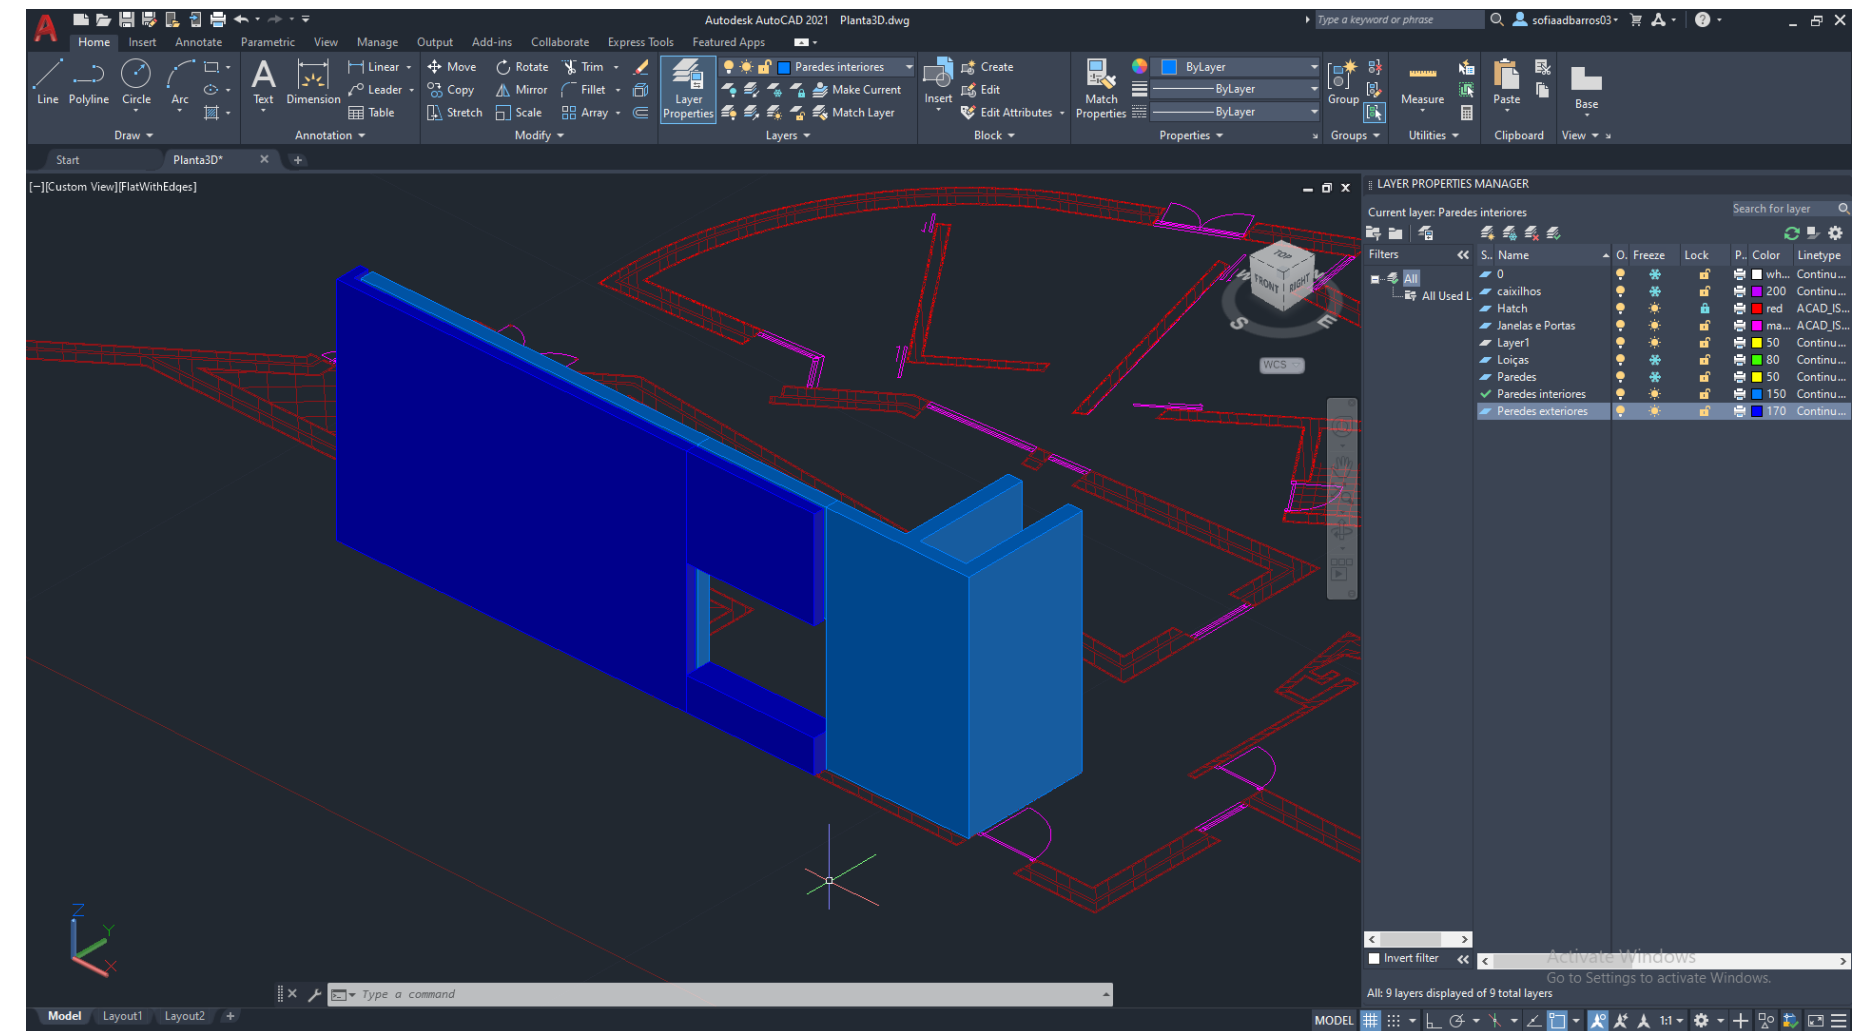 Autodesk AutoCAD 2021 Planta3D.dwg
Type a keyword or phrase
sofiaadbarros03
Home Insert Annotate Parametric View Manage Output Add-ins Collaborate Express Tools Featured Apps
Line Polyline Circle Arc
Draw
Text Dimension
Linear
Leader
Table
Annotation
Move Rotate Trim
Copy Mirror Fillet
Stretch Scale Array
Modify
Layer Properties
Paredes interiores
Make Current
Match Layer
Layers
Insert
Create
Edit
Edit Attributes
Block
Match Properties
ByLayer
ByLayer
ByLayer
Properties
Group
Groups
Measure
Utilities
Paste
Clipboard
Base
View
Start Planta3D*
[−][Custom View][FlatWithEdges]
TOP
FRONT
RIGHT
W
S
E
WCS
Z
Y
X
LAYER PROPERTIES MANAGER
Current layer: Paredes interiores
Search for layer
Filters
All
All Used L
S.. Name O. Freeze Lock P.. Color Linetype
0 wh... Continu...
caixilhos 200 Continu...
Hatch red ACAD_IS...
Janelas e Portas ma... ACAD_IS...
Layer1 50 Continu...
Loiças 80 Continu...
Paredes 50 Continu...
Paredes interiores 150 Continu...
Peredes exteriores 170 Continu...
Invert filter
Activate Windows
Go to Settings to activate Windows.
All: 9 layers displayed of 9 total layers
Type a command
Model Layout1 Layout2 +
MODEL 1:1